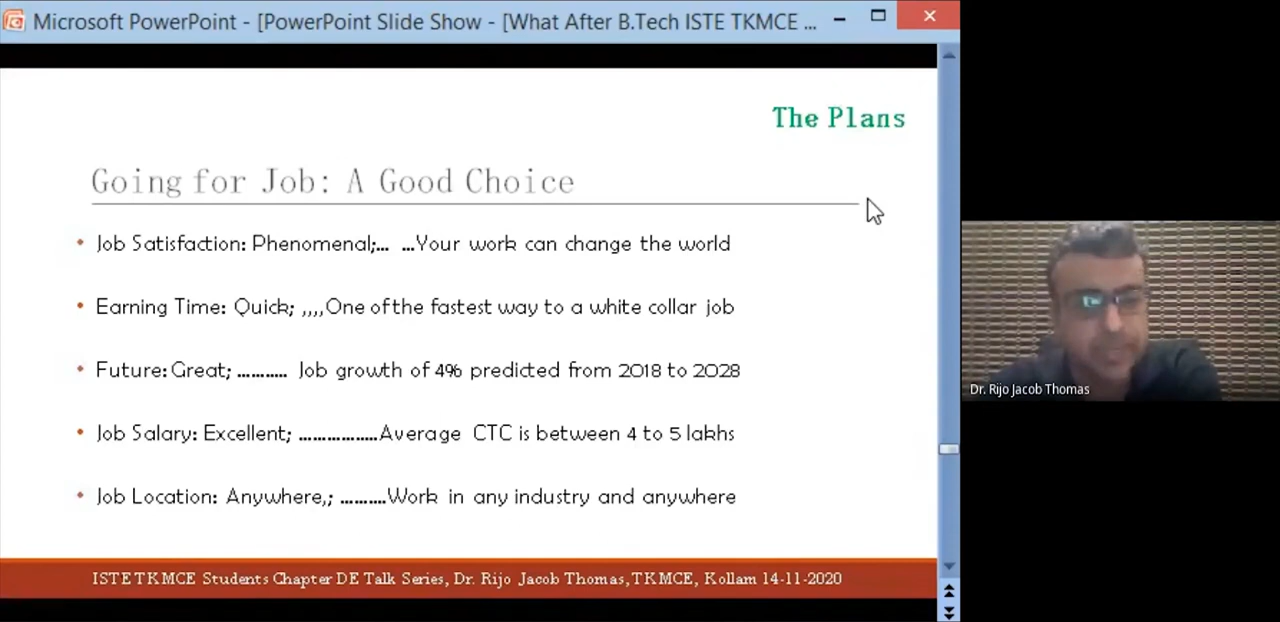 Microsoft PowerPoint - [PowerPoint Slide Show - [What After B.Tech ISTE TKMCE ...
The Plans
Going for Job: A Good Choice
• Job Satisfaction: Phenomenal;... ...Your work can change the world
• Earning Time: Quick; ,,,,One of the fastest way to a white collar job
• Future: Great; ........... Job growth of 4% predicted from 2018 to 2028
• Job Salary: Excellent; .................Average CTC is between 4 to 5 lakhs
• Job Location: Anywhere,; ..........Work in any industry and anywhere
Dr. Rijo Jacob Thomas
ISTE TKMCE Students Chapter DE Talk Series, Dr. Rijo Jacob Thomas, TKMCE, Kollam 14-11-2020